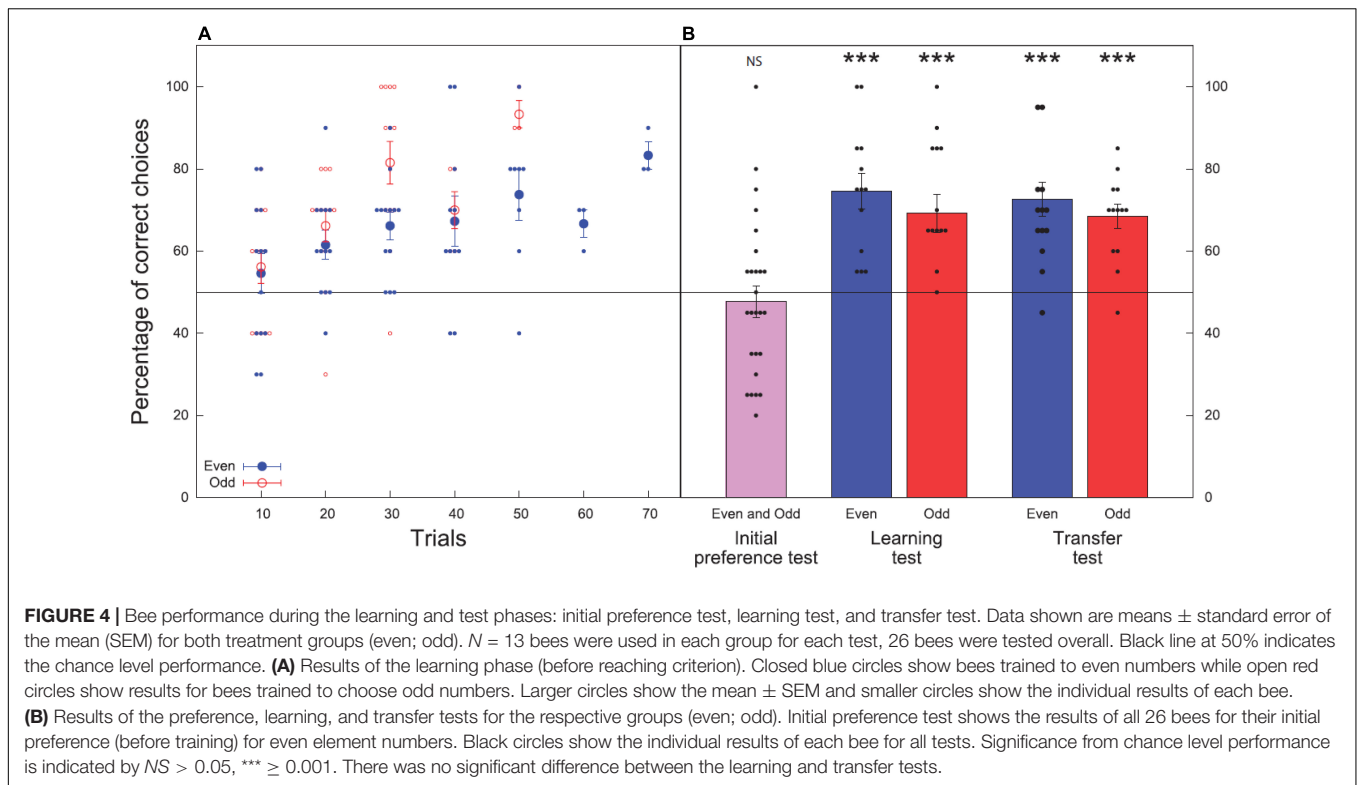 A
B
Percentage of correct choices
100
80
60
40
20
0
Even
Odd
10 20 30 40 50 60 70
Trials
NS *** *** *** ***
100
80
60
40
20
0
Even and Odd Even Odd Even Odd
Initial preference test
Learning test
Transfer test
FIGURE 4 | Bee performance during the learning and test phases: initial preference test, learning test, and transfer test. Data shown are means ± standard error of
the mean (SEM) for both treatment groups (even; odd). N = 13 bees were used in each group for each test, 26 bees were tested overall. Black line at 50% indicates
the chance level performance. (A) Results of the learning phase (before reaching criterion). Closed blue circles show bees trained to even numbers while open red
circles show results for bees trained to choose odd numbers. Larger circles show the mean ± SEM and smaller circles show the individual results of each bee.
(B) Results of the preference, learning, and transfer tests for the respective groups (even; odd). Initial preference test shows the results of all 26 bees for their initial
preference (before training) for even element numbers. Black circles show the individual results of each bee for all tests. Significance from chance level performance
is indicated by NS > 0.05, *** ≥ 0.001. There was no significant difference between the learning and transfer tests.